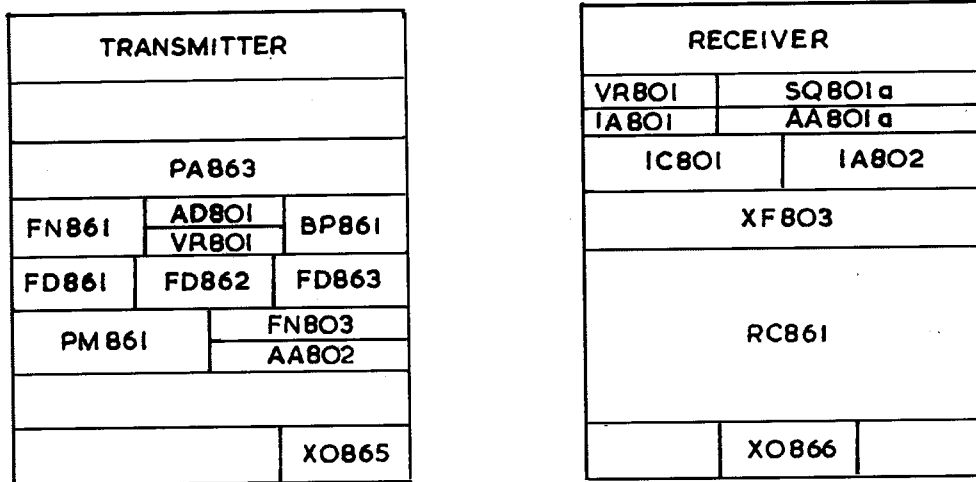 TRANSMITTER
PA863
FN861 AD801 BP861
VR801
FD861 FD862 FD863
PM861 FN803
AA802
XO865
RECEIVER
VR801 SQ801a
IA801 AA801a
IC801 IA802
XF803
RC861
XO866